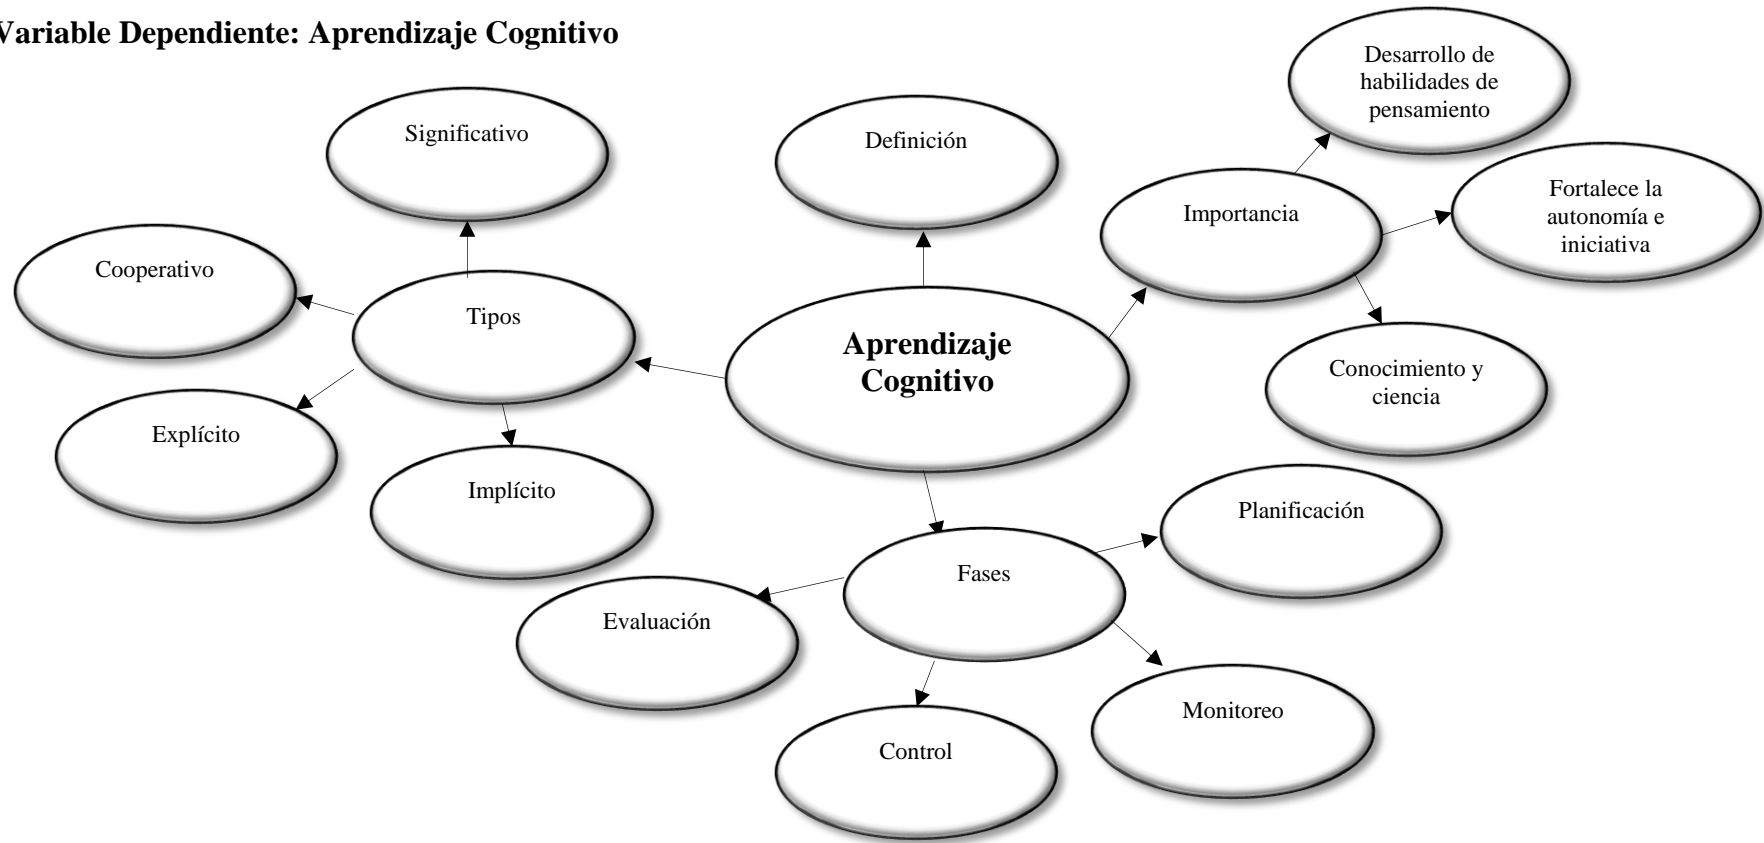 Variable Dependiente: Aprendizaje Cognitivo
Desarrollo de
habilidades de
pensamiento
Significativo
Definición
Fortalece la
autonomía e
iniciativa
Importancia
Cooperativo
Tipos
Aprendizaje
Cognitivo
Conocimiento y
ciencia
Explícito
Implícito
Planificación
Fases
Evaluación
Monitoreo
Control